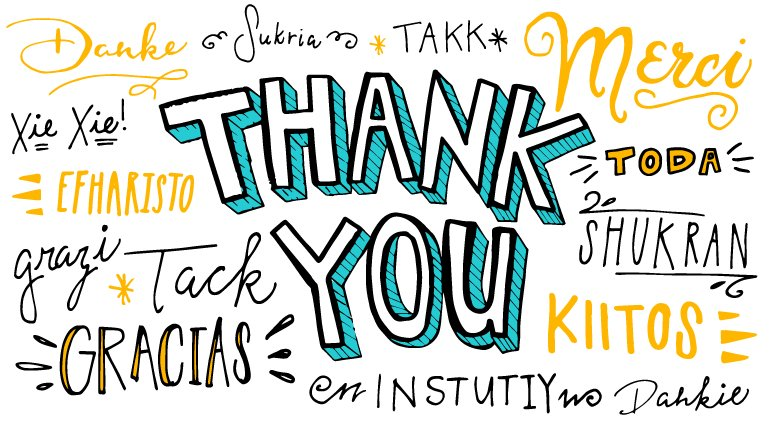 Danke
Sukria
TAKK
Merci
THANK
YOU
Xie Xie!
TODA
EFHARISTO
SHUKRAN
grazi
Tack
KIITOS
GRACIAS
INSTUTIY
Dahkie